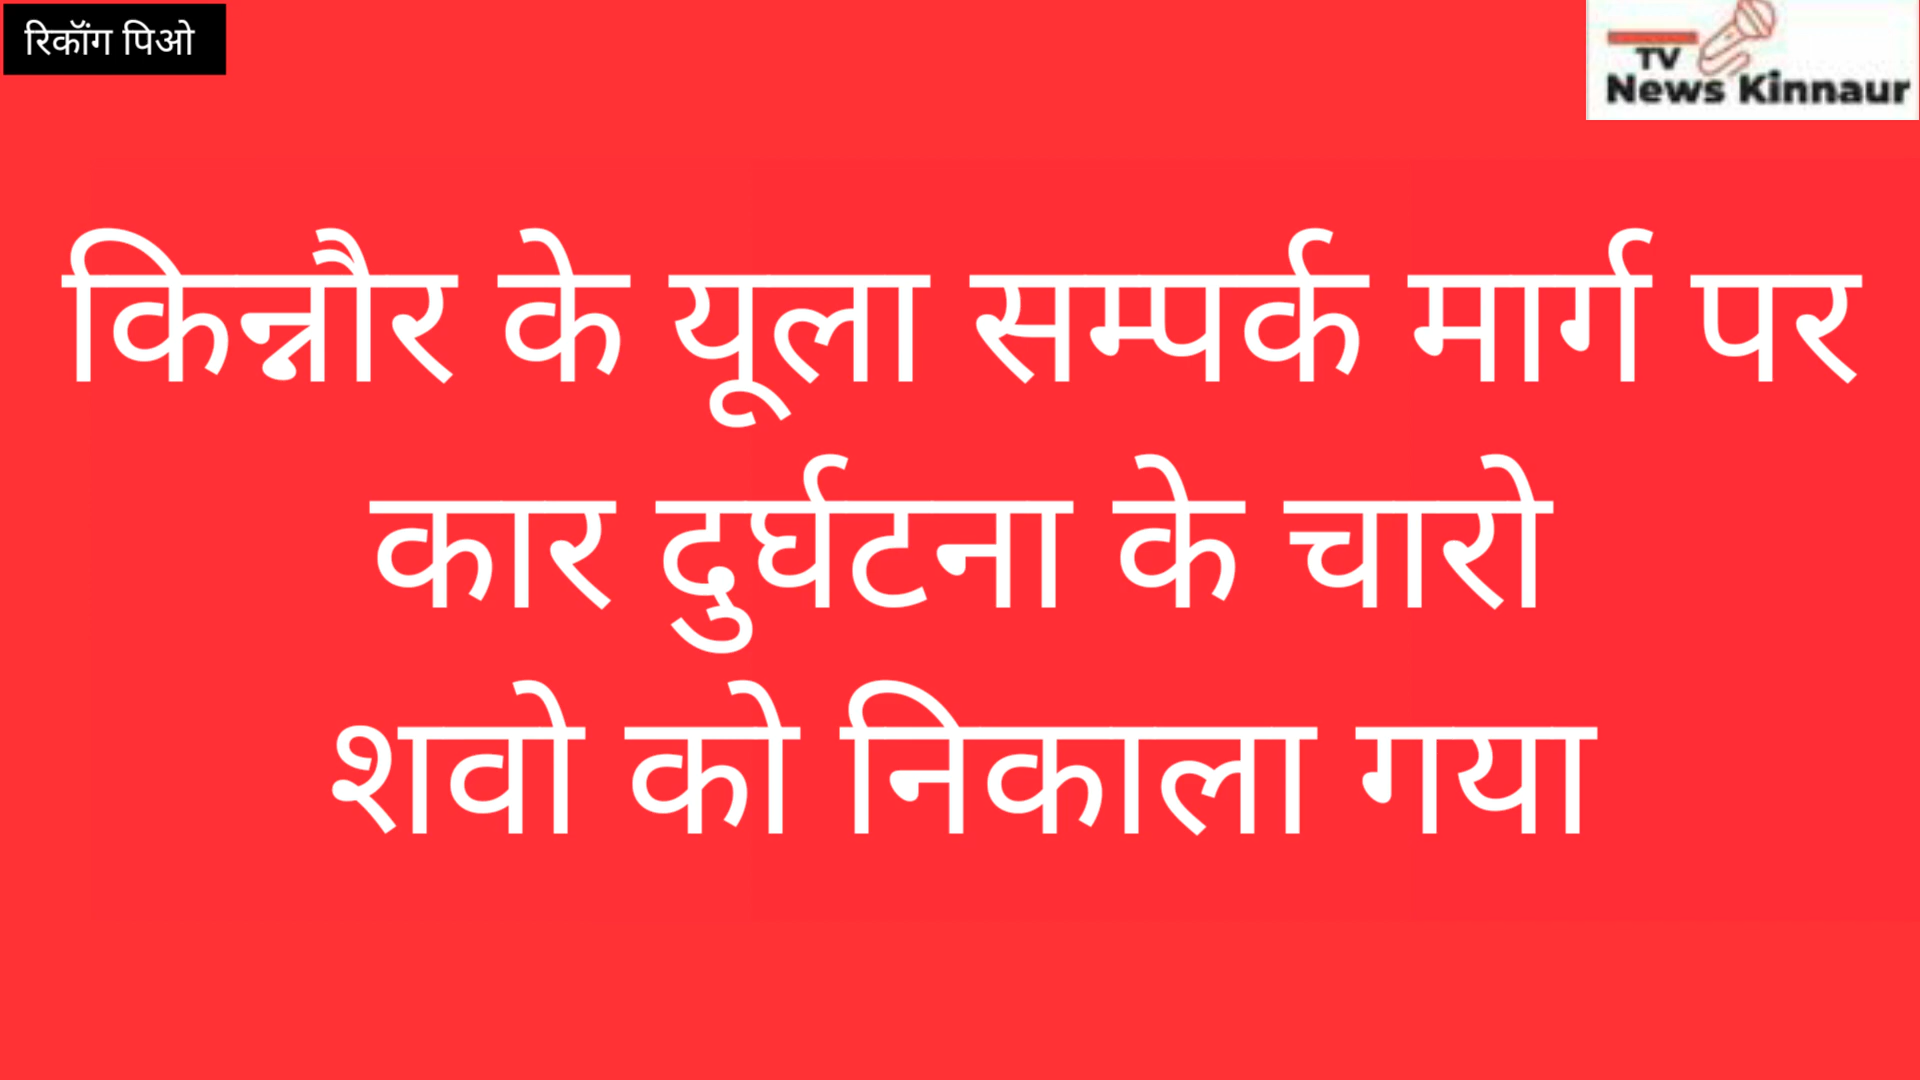 रिकॉंग पिओ
TV
News Kinnaur
किन्नौर के यूला सम्पर्क मार्ग पर
कार दुर्घटना के चारो
शवो को निकाला गया